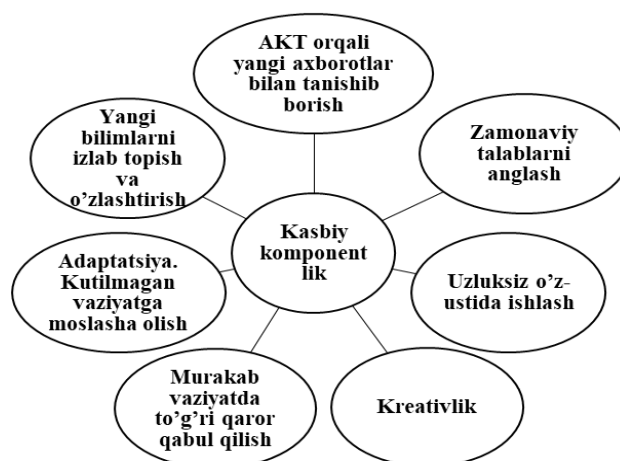 AKT orqali
yangi axborotlar
bilan tanishib
borish
Zamonaviy
talablarni
anglash
Uzluksiz o’z-
ustida ishlash
Kreativlik
Murakab
vaziyatda
to’g’ri qaror
qabul qilish
Adaptatsiya.
Kutilmagan
vaziyatga
moslasha olish
Yangi
bilimlarni
izlab topish
va
o’zlashtirish
Kasbiy
komponent
lik